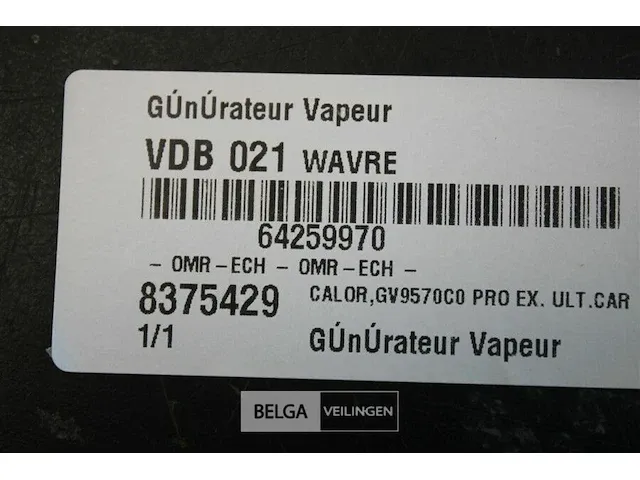 GÚnÚrateur Vapeur
VDB 021 WAVRE
64259970
- OMR-ECH - OMR-ECH -
8375429 CALOR,GV9570C0 PRO EX. ULT.CAR
1/1 GÚnÚrateur Vapeur
BELGA VEILINGEN